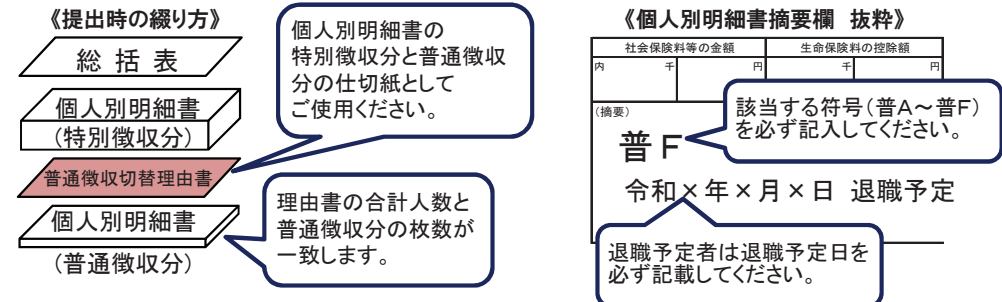 《提出時の綴り方》
総括表
個人別明細書
(特別徴収分)
普通徴収切替理由書
個人別明細書
(普通徴収分)
個人別明細書の
特別徴収分と普通徴収
分の仕切紙として
ご使用ください。
理由書の合計人数と
普通徴収分の枚数が
一致します。
《個人別明細書摘要欄 抜粋》
社会保険料等の金額 生命保険料の控除額
内 千 円 千 円
(摘要)
普F
該当する符号(普A～普F)
を必ず記入してください。
令和×年×月×日 退職予定
退職予定者は退職予定日を
必ず記載してください。